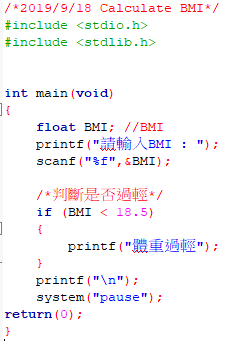 /*2019/9/18 Calculate BMI*/
#include <stdio.h>
#include <stdlib.h>
int main(void)
{
float BMI; //BMI
printf("請輸入BMI : ");
scanf("%f",&BMI);
/*判斷是否過輕*/
if (BMI < 18.5)
{
printf("體重過輕");
}
printf("\n");
system("pause");
return(0);
}